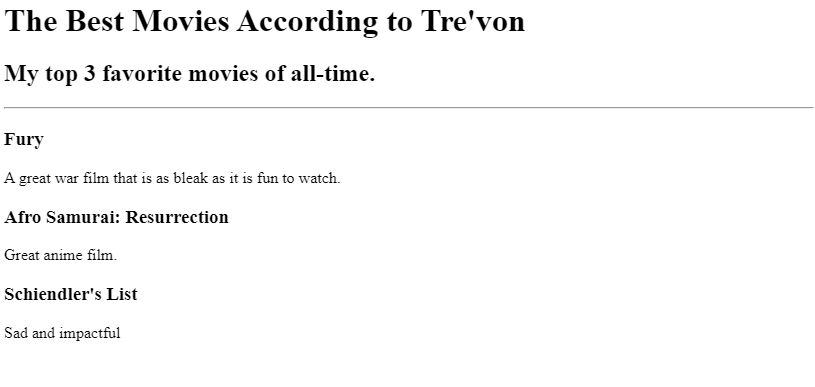 The Best Movies According to Tre'von
My top 3 favorite movies of all-time.
Fury
A great war film that is as bleak as it is fun to watch.
Afro Samurai: Resurrection
Great anime film.
Schiendler's List
Sad and impactful